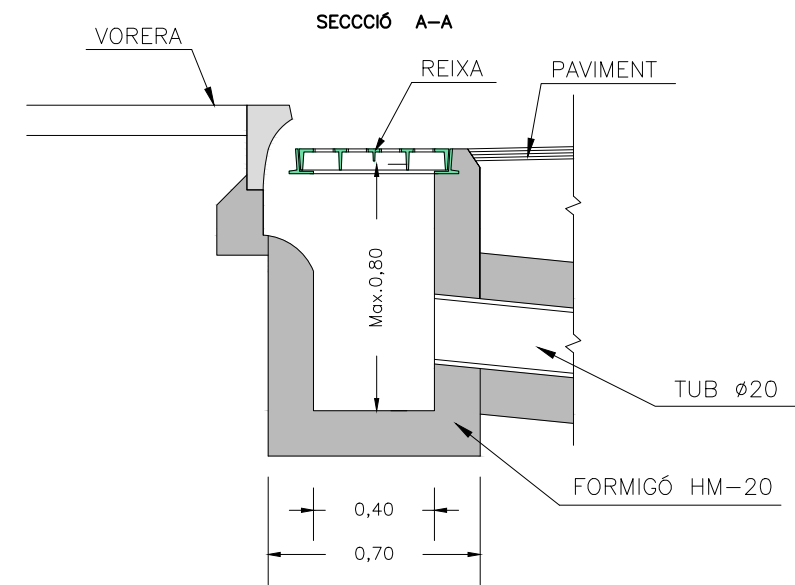 SECCCIÓ A-A
VORERA
REIXA
PAVIMENT
Max.0,80
TUB ø20
FORMIGÓ HM-20
0,40
0,70